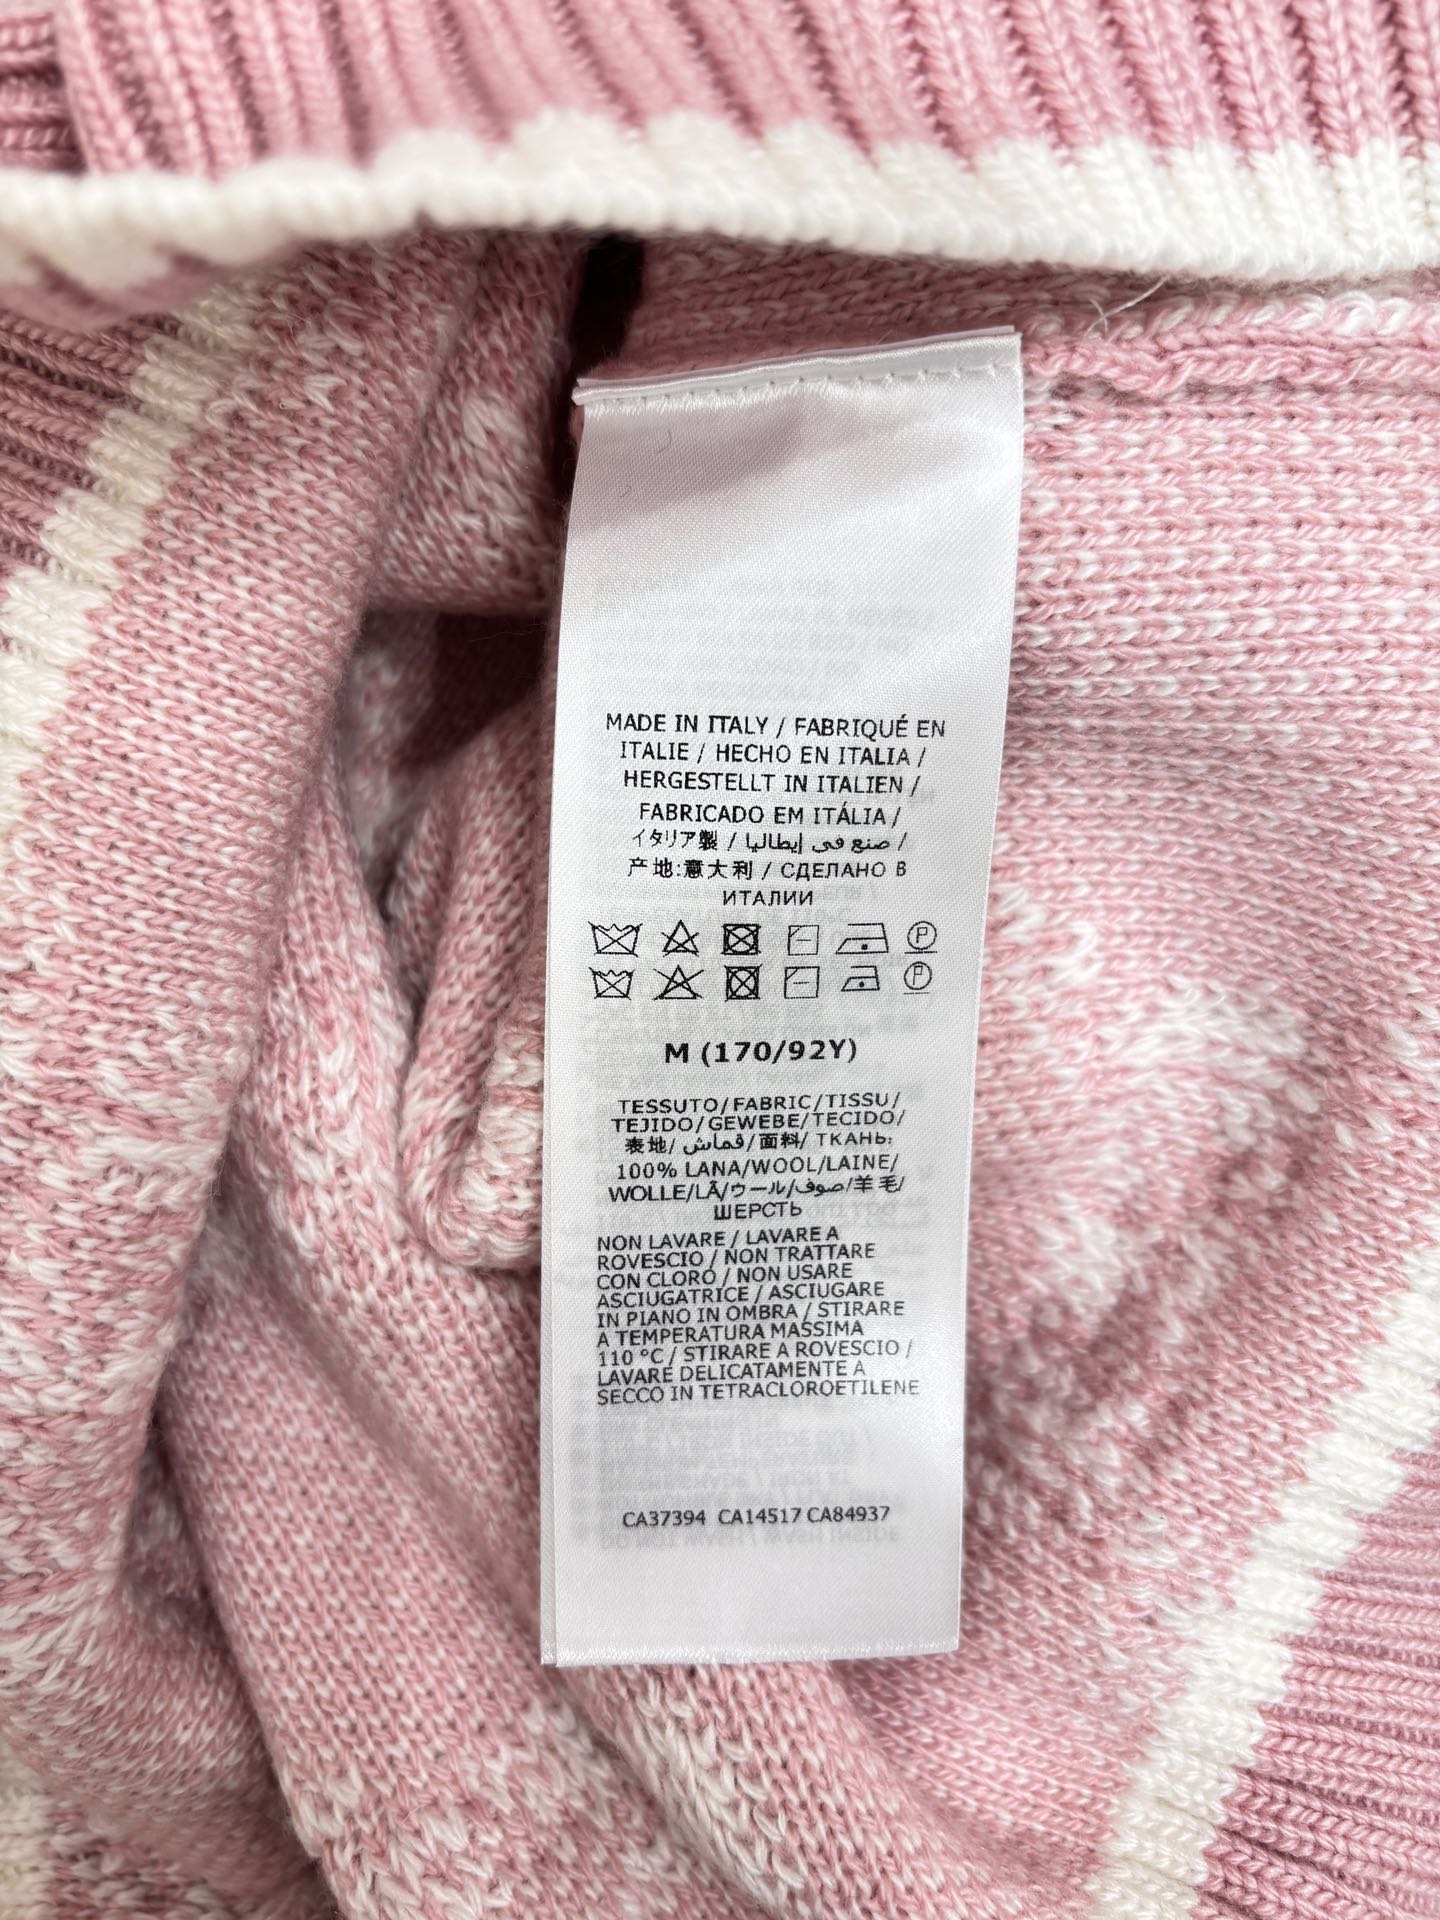 MADE IN ITALY / FABRIQUÉ EN
ITALIE / HECHO EN ITALIA /
HERGESTELLT IN ITALIEN /
FABRICADO EM ITÁLIA /
イタリア製 / صنع في إيطاليا /
产地:意大利 / СДЕЛАНО В
ИТАЛИИ
P
P
M (170/92Y)
TESSUTO/FABRIC/TISSU/
TEJIDO/GEWEBE/TECIDO/
表地/ قماش/面料/ ТКАНЬ:
100% LANA/WOOL/LAINE/
WOLLE/LÃ/ウール/صوف/羊毛/
ШЕРСТЬ
NON LAVARE / LAVARE A
ROVESCIO / NON TRATTARE
CON CLORO / NON USARE
ASCIUGATRICE / ASCIUGARE
IN PIANO IN OMBRA / STIRARE
A TEMPERATURA MASSIMA
110 °C / STIRARE A ROVESCIO /
LAVARE DELICATAMENTE A
SECCO IN TETRACLOROETILENE
CA37394 CA14517 CA84937